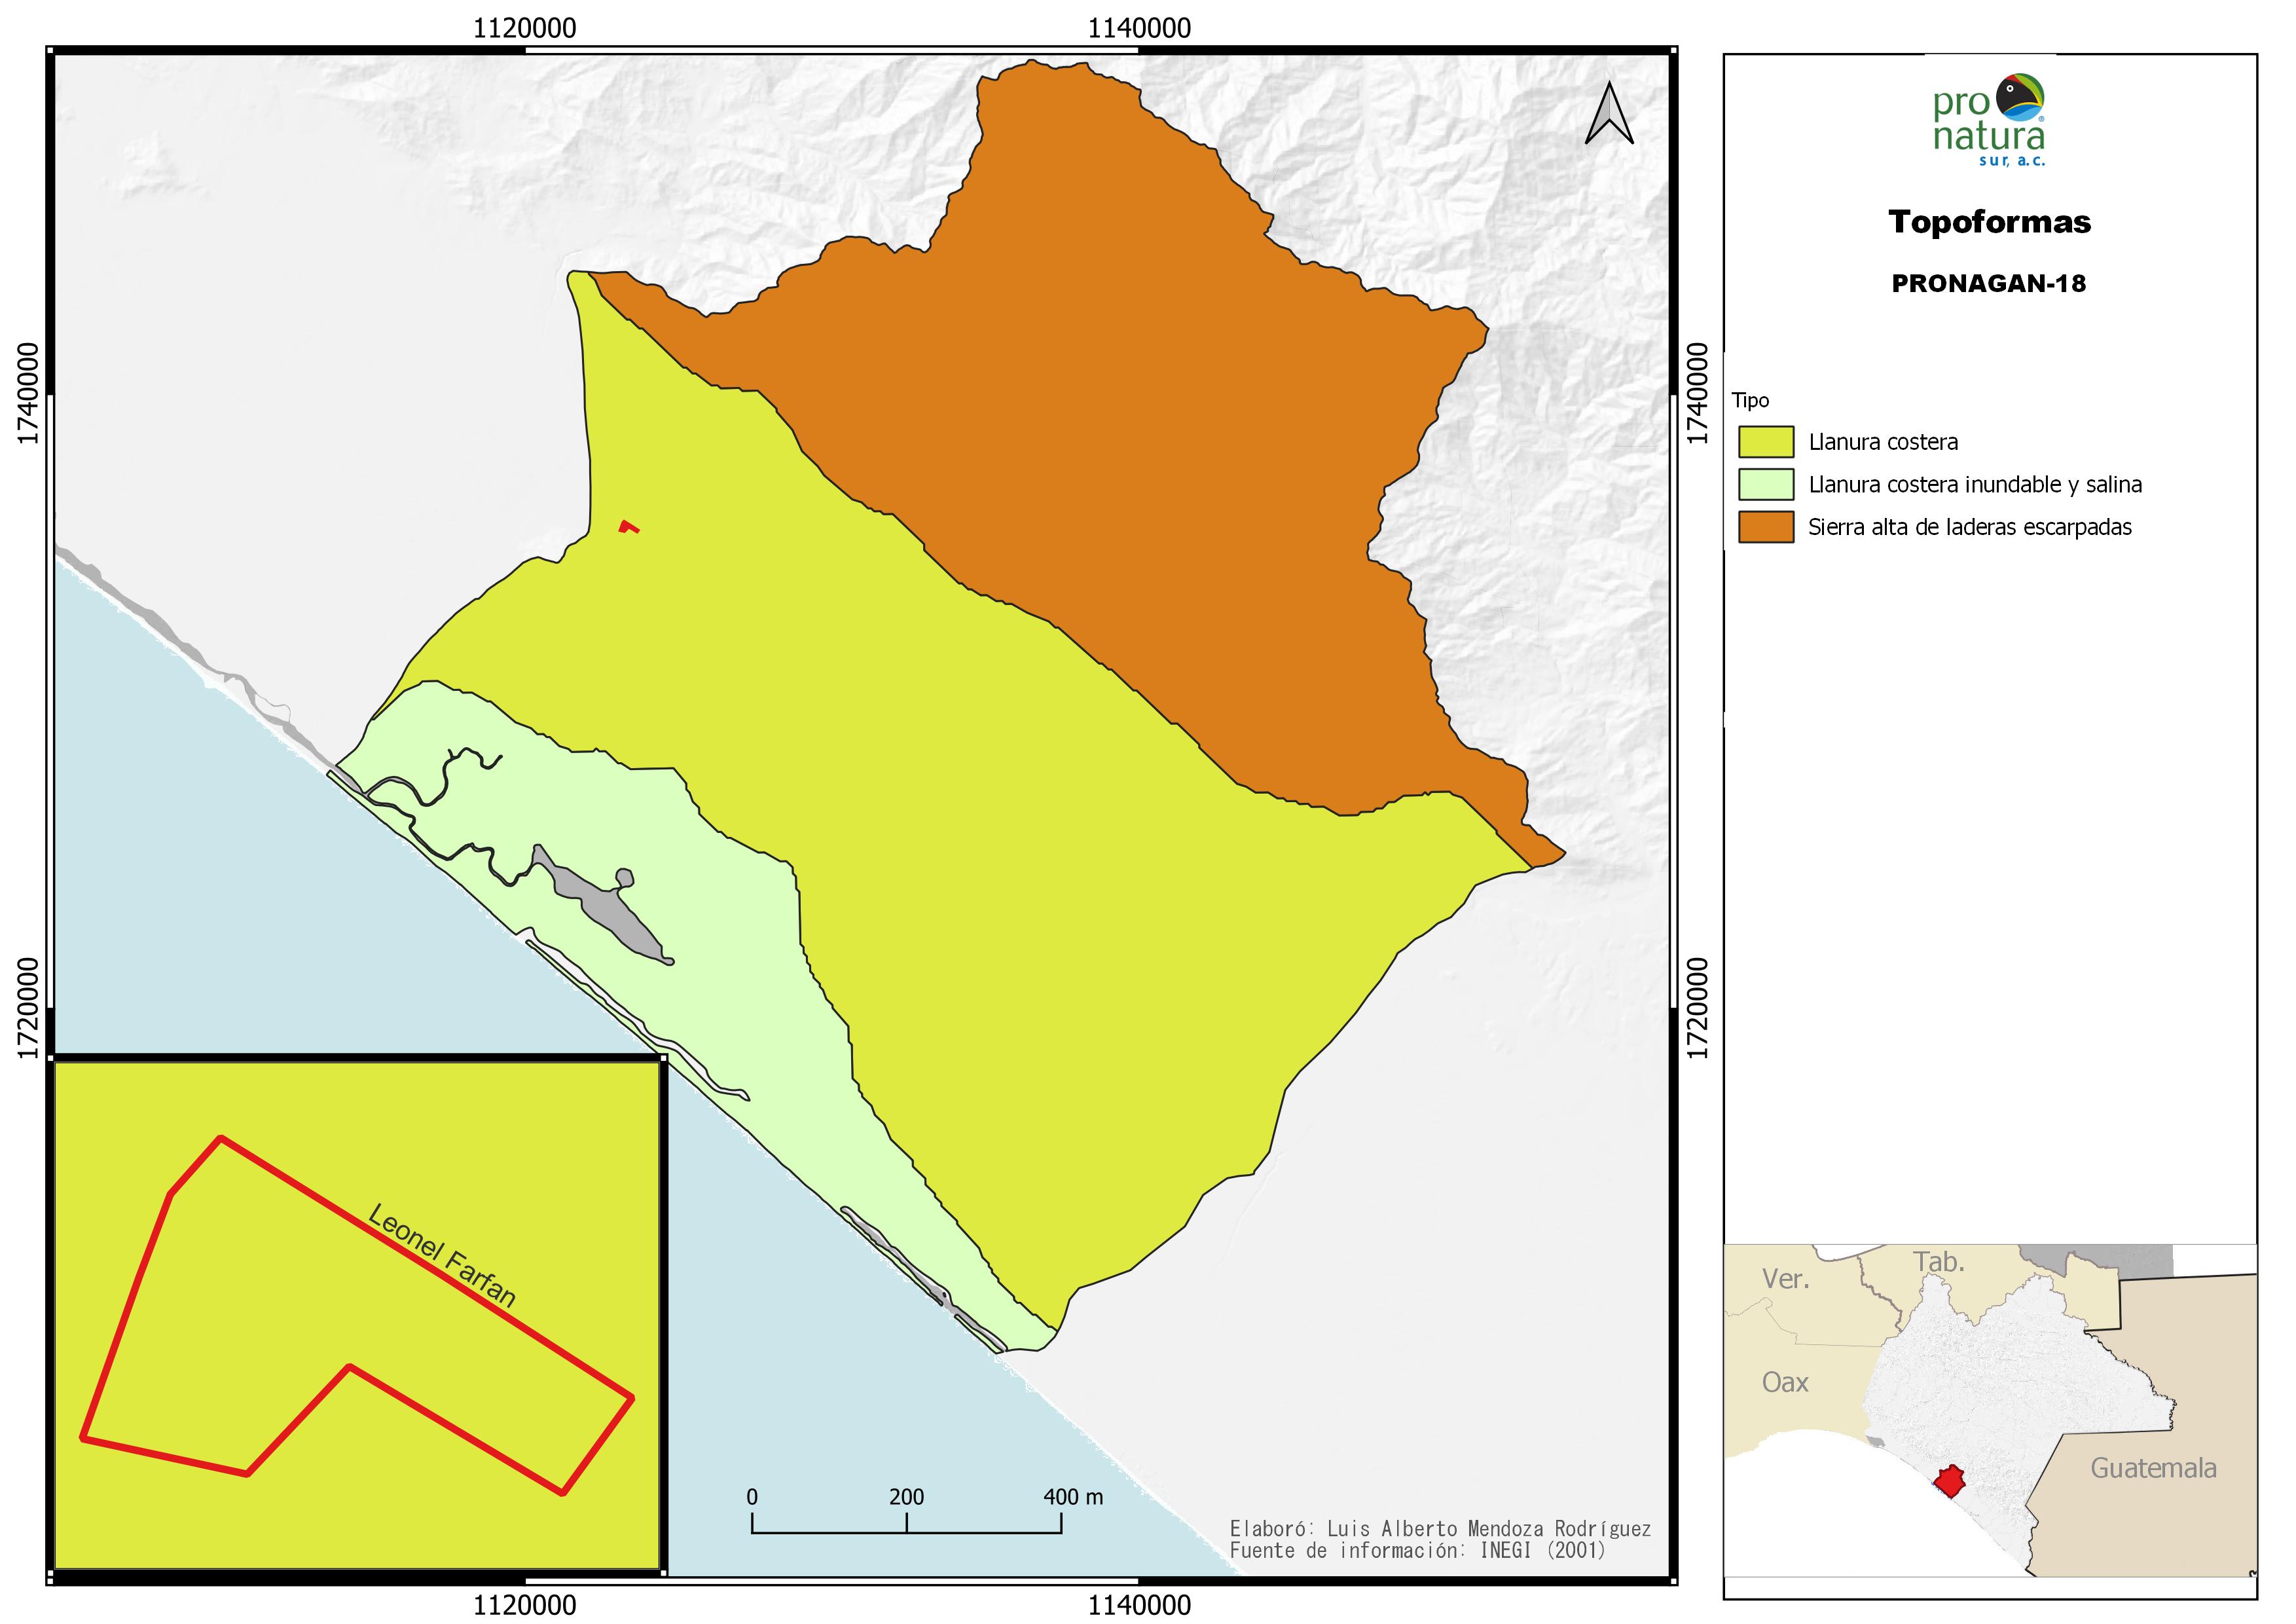 1120000
1140000
1740000
1740000
1720000
1720000
Leonel Farfan
0 200 400 m
Elaboró: Luis Alberto Mendoza Rodríguez
Fuente de información: INEGI (2001)
1120000
1140000
pro
natura
®
sur, a.c.
Topoformas
PRONAGAN-18
Tipo
Llanura costera
Llanura costera inundable y salina
Sierra alta de laderas escarpadas
Ver.
Tab.
Oax
Guatemala